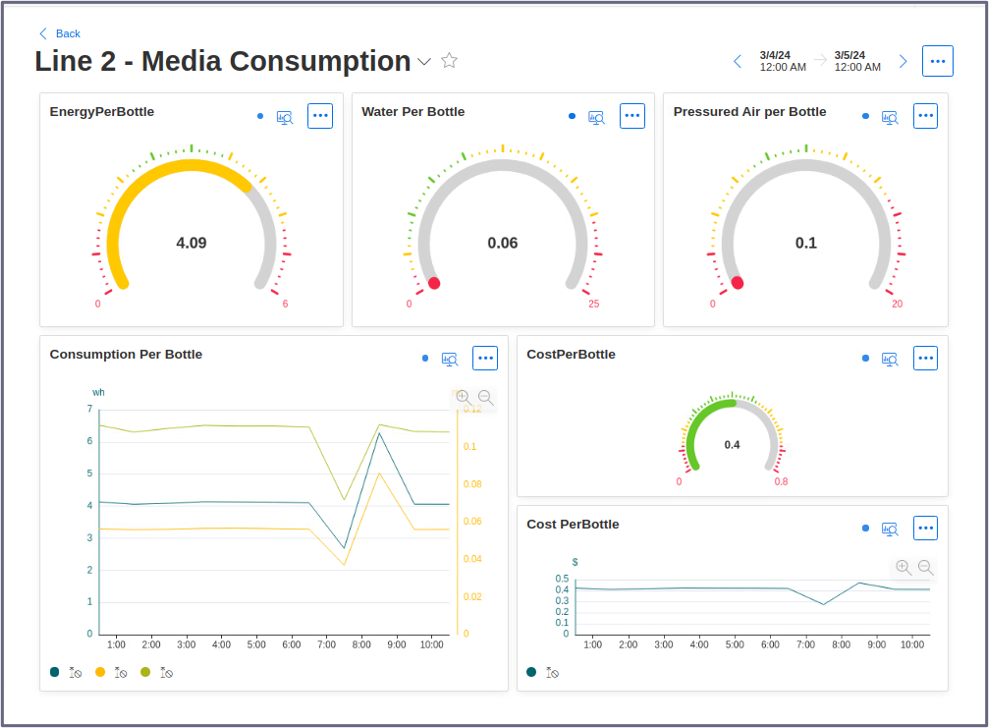 Back
Line 2 - Media Consumption
3/4/24
12:00 AM
3/5/24
12:00 AM
EnergyPerBottle
4.09
0
6
Water Per Bottle
0.06
0
25
Pressured Air per Bottle
0.1
0
20
Consumption Per Bottle
wh
7
6
5
4
3
2
1
0
0.12
0.1
0.08
0.06
0.04
0.02
0
1:00 2:00 3:00 4:00 5:00 6:00 7:00 8:00 9:00 10:00
CostPerBottle
0.4
0
0.8
Cost PerBottle
$
0.5
0.4
0.3
0.2
0.1
0
1:00 2:00 3:00 4:00 5:00 6:00 7:00 8:00 9:00 10:00